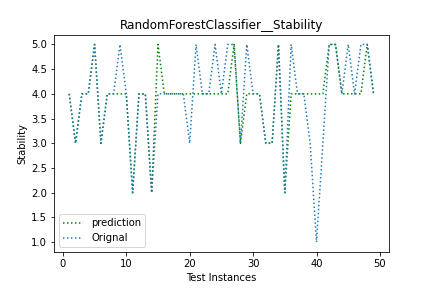 RandomForestClassifier__Stability
5.0
4.5
4.0
3.5
3.0
2.5
2.0
1.5
1.0
Stability
prediction
Orignal
0 10 20 30 40 50
Test Instances